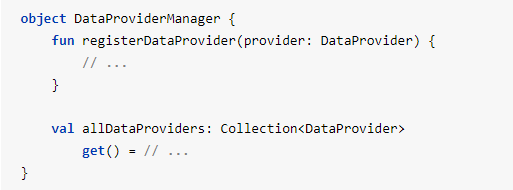 object DataProviderManager {
    fun registerDataProvider(provider: DataProvider) {
        // ...
    }

    val allDataProviders: Collection<DataProvider>
        get() = // ...
}